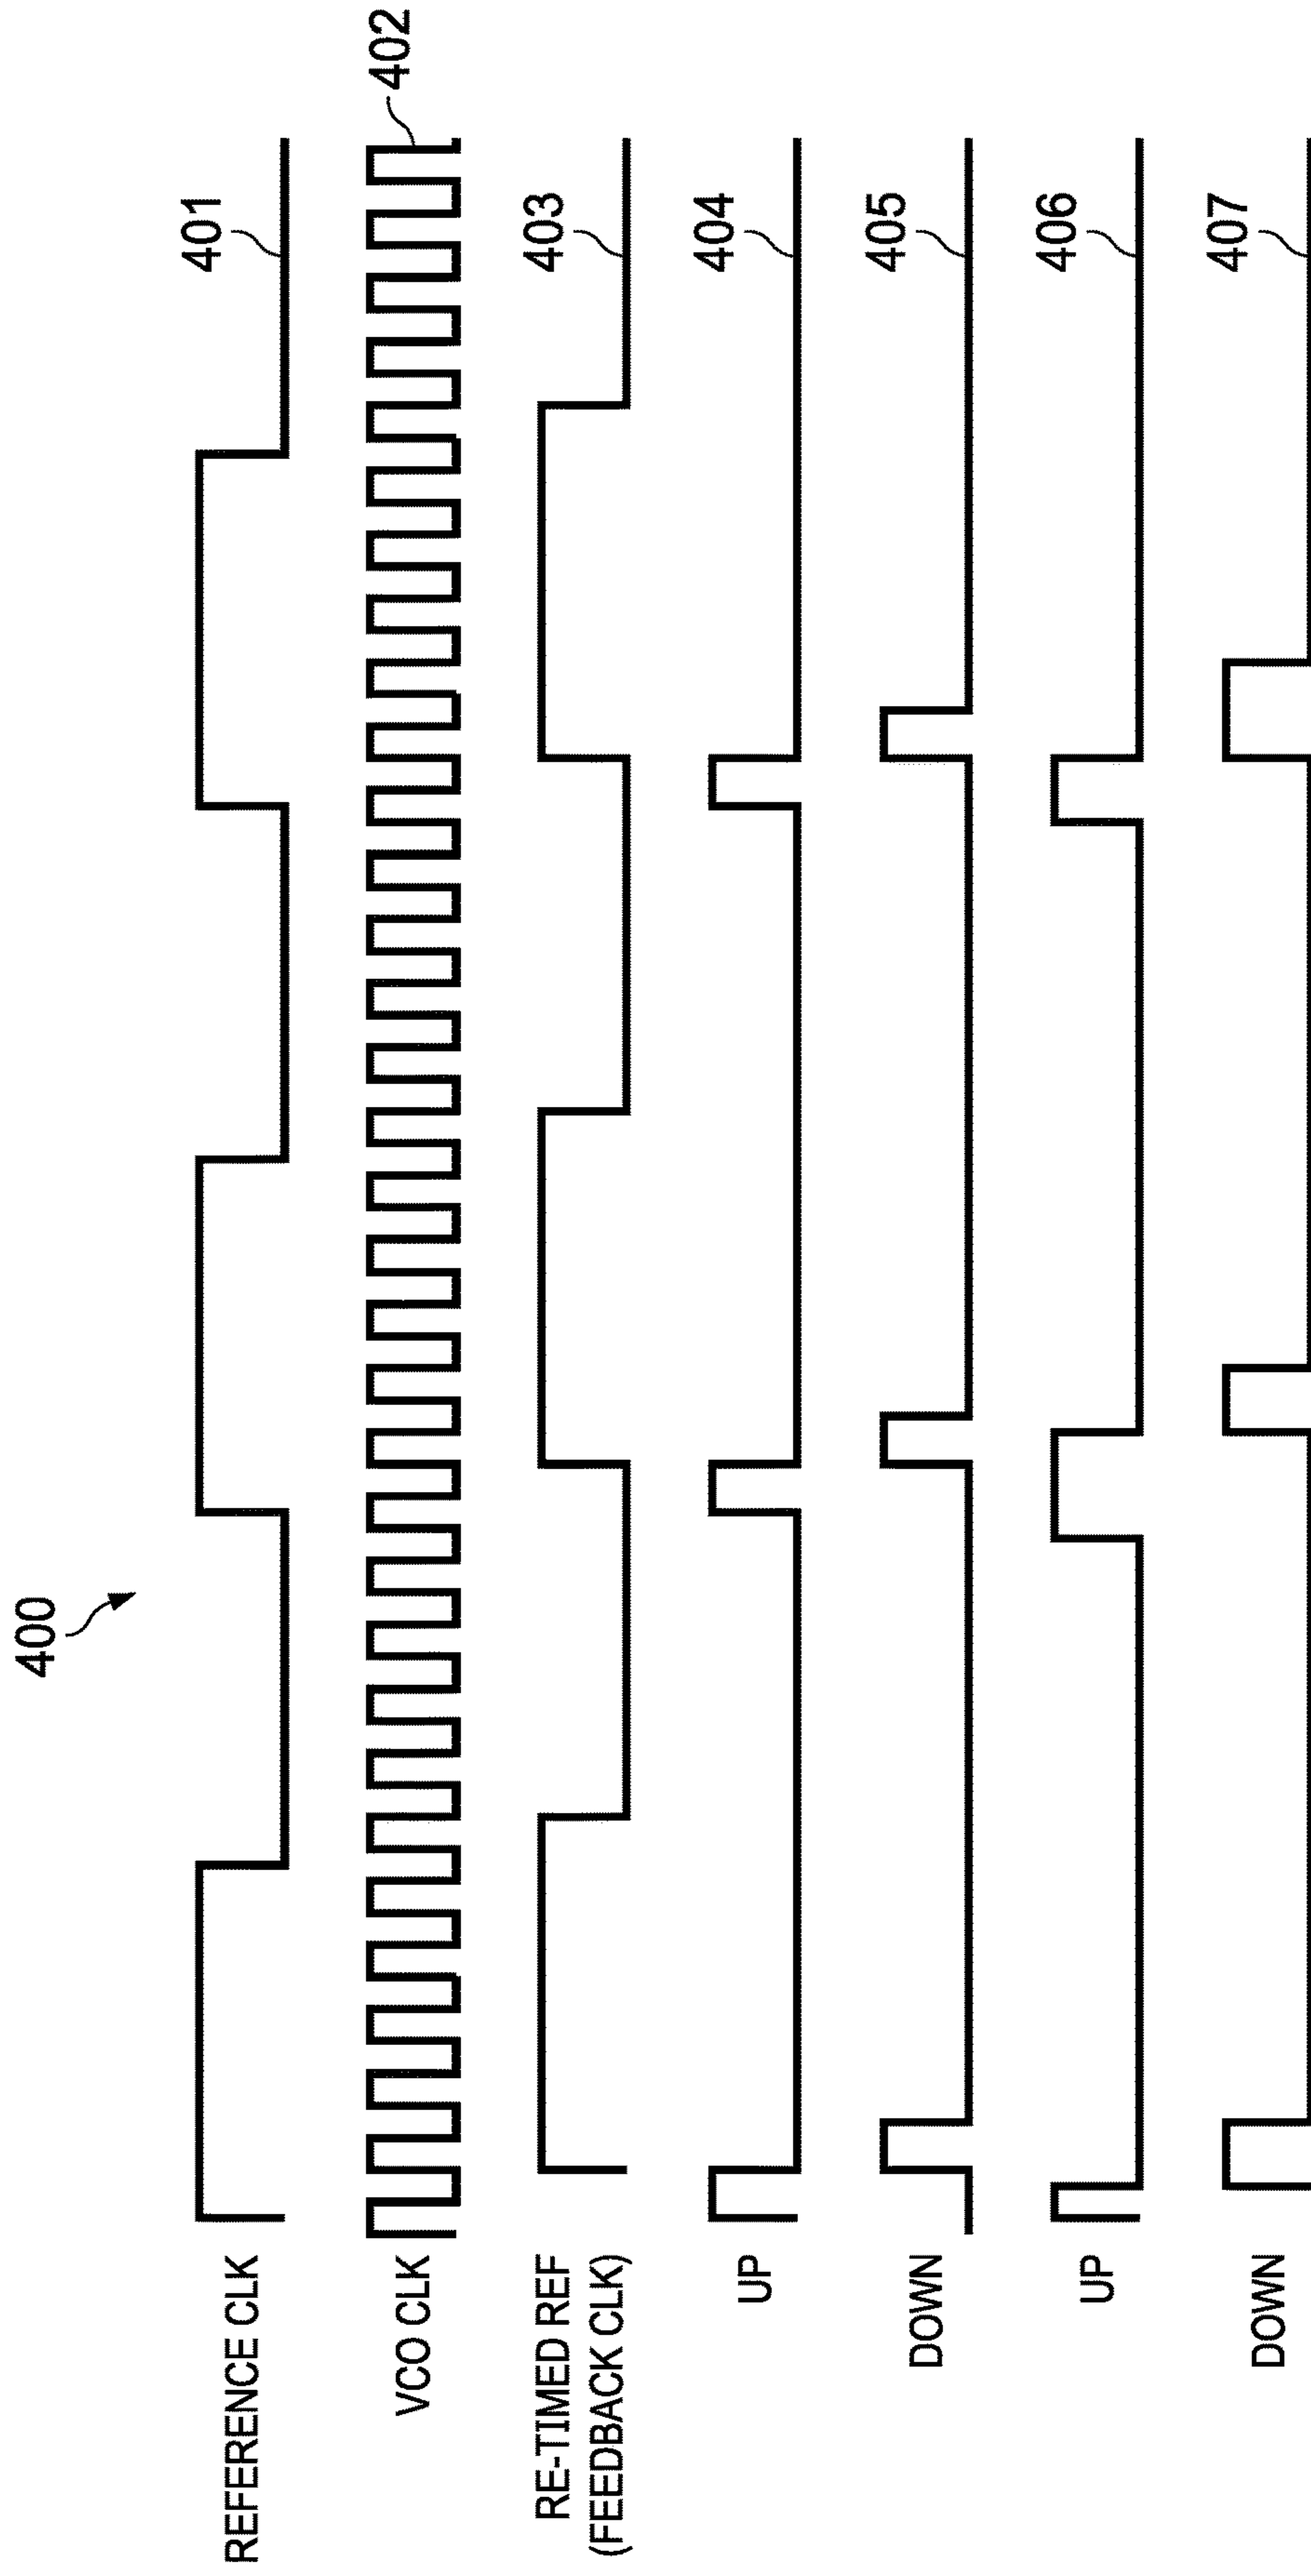 400
REFERENCE CLK
401
VCO CLK
402
RE-TIMED REF
(FEEDBACK CLK)
403
UP
404
DOWN
405
UP
406
DOWN
407